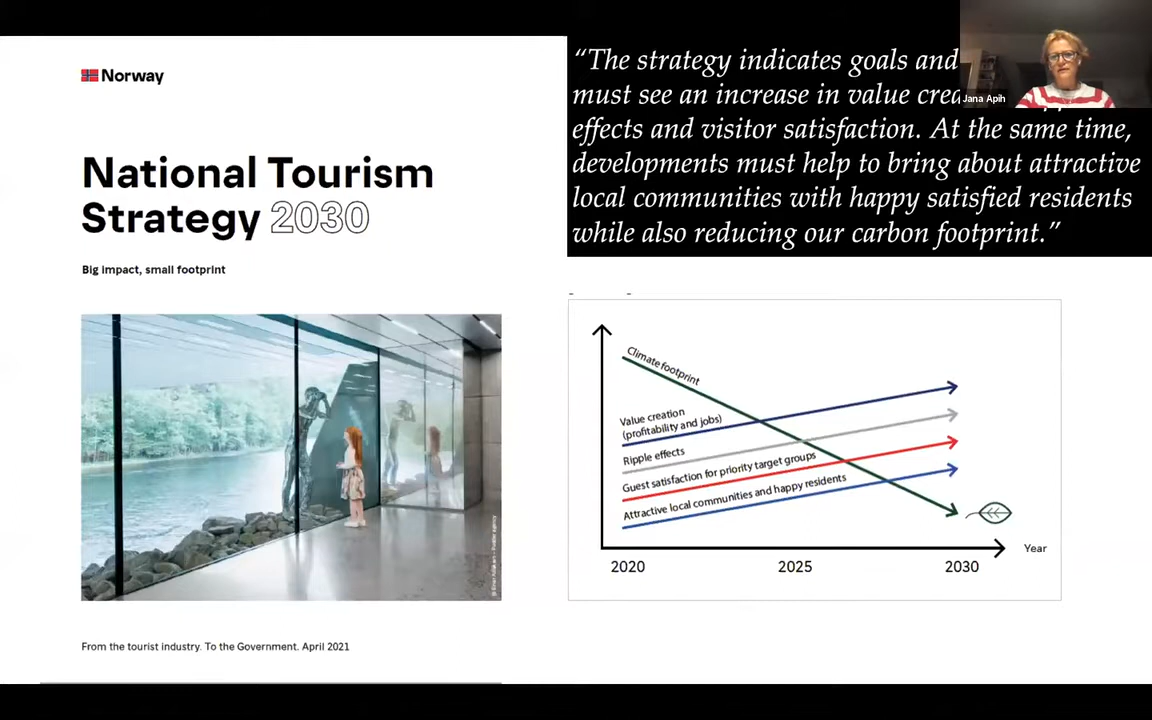 Norway
National Tourism
Strategy 2030
Big impact, small footprint
From the tourist industry. To the Government. April 2021
“The strategy indicates goals and
must see an increase in value
effects and visitor satisfaction. At the same time,
developments must help to bring about attractive
local communities with happy satisfied residents
while also reducing our carbon footprint.”
Jana Apih
Climate footprint
Value creation
(profitability and jobs)
Ripple effects
Guest satisfaction for priority target groups
Attractive local communities and happy residents
Year
2020 2025 2030